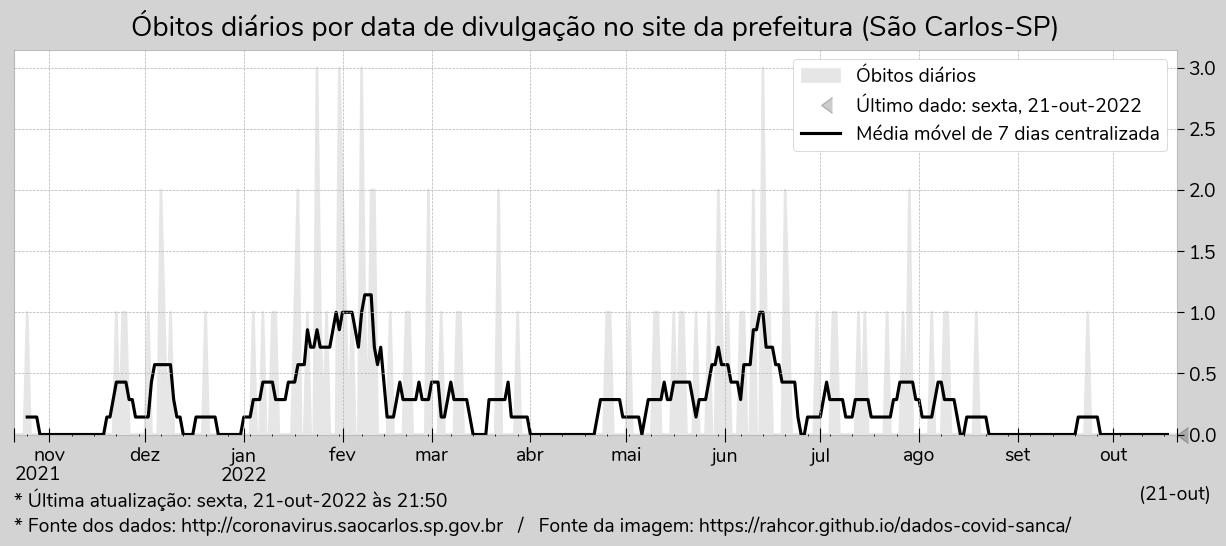 Óbitos diários por data de divulgação no site da prefeitura (São Carlos-SP)
Óbitos diários
Último dado: sexta, 21-out-2022
Média móvel de 7 dias centralizada
3.0
2.5
2.0
1.5
1.0
0.5
0.0
nov dez jan fev mar abr mai jun jul ago set out
2021 2022
(21-out)
* Última atualização: sexta, 21-out-2022 às 21:50
* Fonte dos dados: http://coronavirus.saocarlos.sp.gov.br / Fonte da imagem: https://rahcor.github.io/dados-covid-sanca/